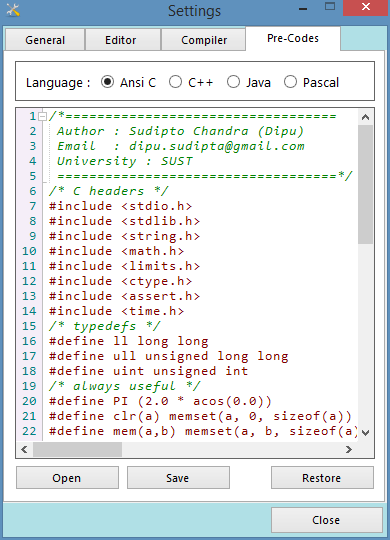 Settings
General Editor Compiler Pre-Codes
Language : Ansi C C++ Java Pascal
1 /*==================================
2 Author : Sudipto Chandra (Dipu)
3 Email : dipu.sudipta@gmail.com
4 University : SUST
5 ===================================*/
6 /* C headers */
7 #include <stdio.h>
8 #include <stdlib.h>
9 #include <string.h>
10 #include <math.h>
11 #include <limits.h>
12 #include <ctype.h>
13 #include <assert.h>
14 #include <time.h>
15 /* typedefs */
16 #define ll long long
17 #define ull unsigned long long
18 #define uint unsigned int
19 /* always useful */
20 #define PI (2.0 * acos(0.0))
21 #define clr(a) memset(a, 0, sizeof(a))
22 #define mem(a,b) memset(a, b, sizeof(a)
Open Save Restore
Close